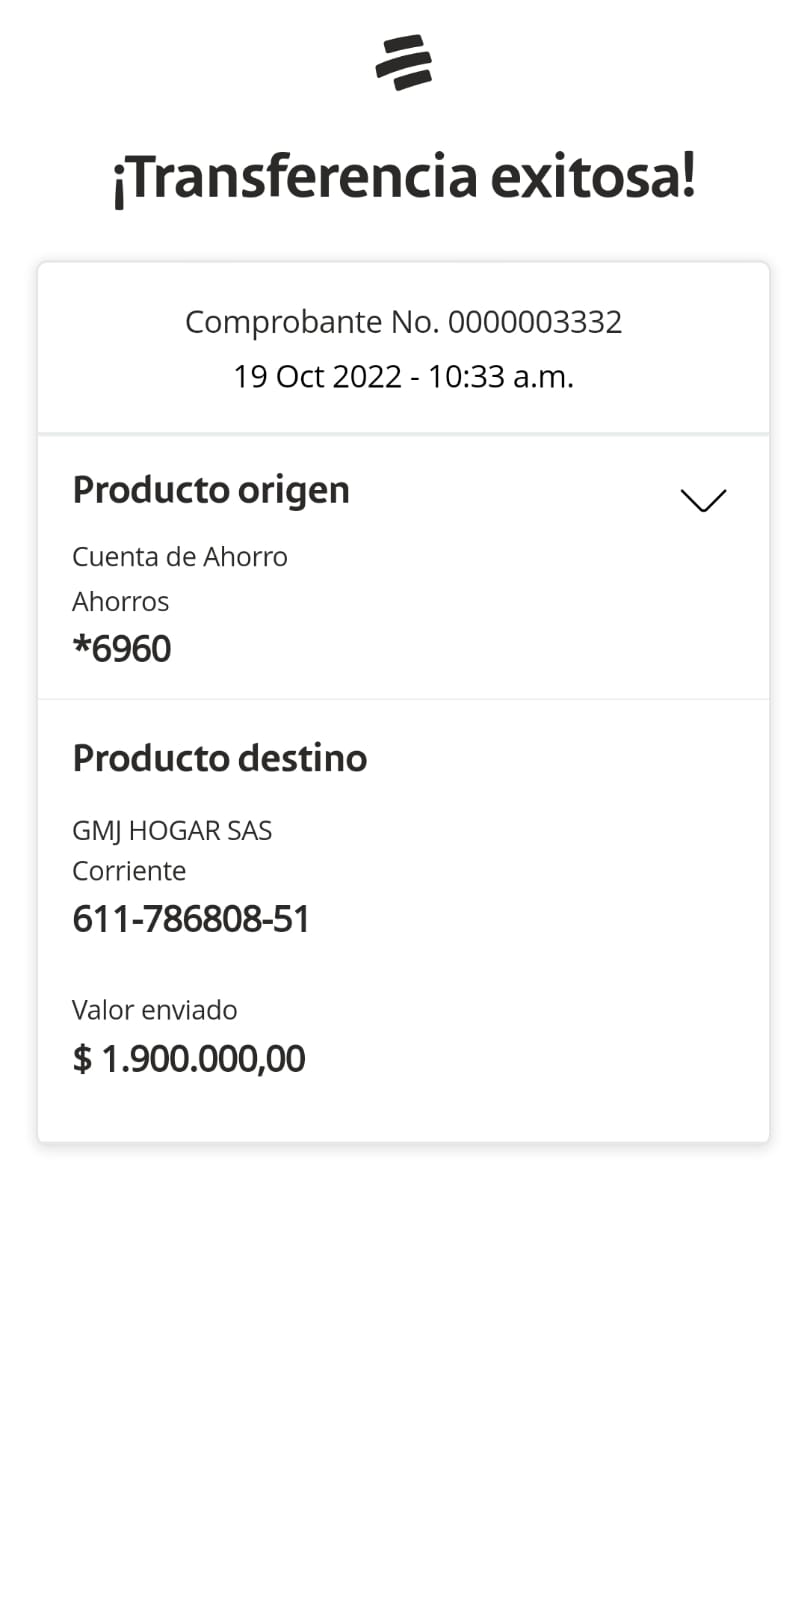 ¡Transferencia exitosa!
Comprobante No. 0000003332
19 Oct 2022 - 10:33 a.m.
Producto origen
Cuenta de Ahorro
Ahorros
*6960
Producto destino
GMJ HOGAR SAS
Corriente
611-786808-51
Valor enviado
$ 1.900.000,00